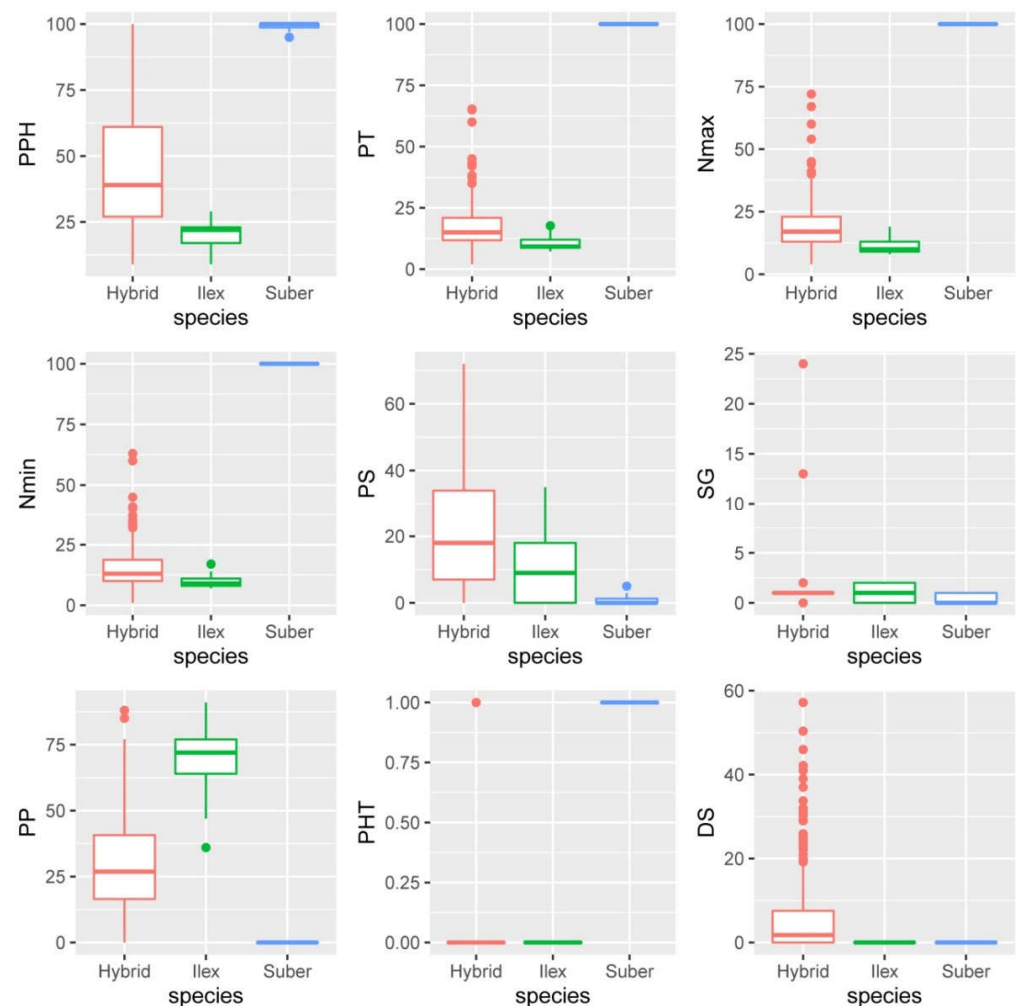 PPH
100
75
50
25
Hybrid Ilex Suber
species
PT
100
75
50
25
0
Hybrid Ilex Suber
species
Nmax
100
75
50
25
0
Hybrid Ilex Suber
species
Nmin
100
75
50
25
0
Hybrid Ilex Suber
species
PS
60
40
20
0
Hybrid Ilex Suber
species
SG
25
20
15
10
5
0
Hybrid Ilex Suber
species
PP
75
50
25
0
Hybrid Ilex Suber
species
PHT
1.00
0.75
0.50
0.25
0.00
Hybrid Ilex Suber
species
DS
60
40
20
0
Hybrid Ilex Suber
species